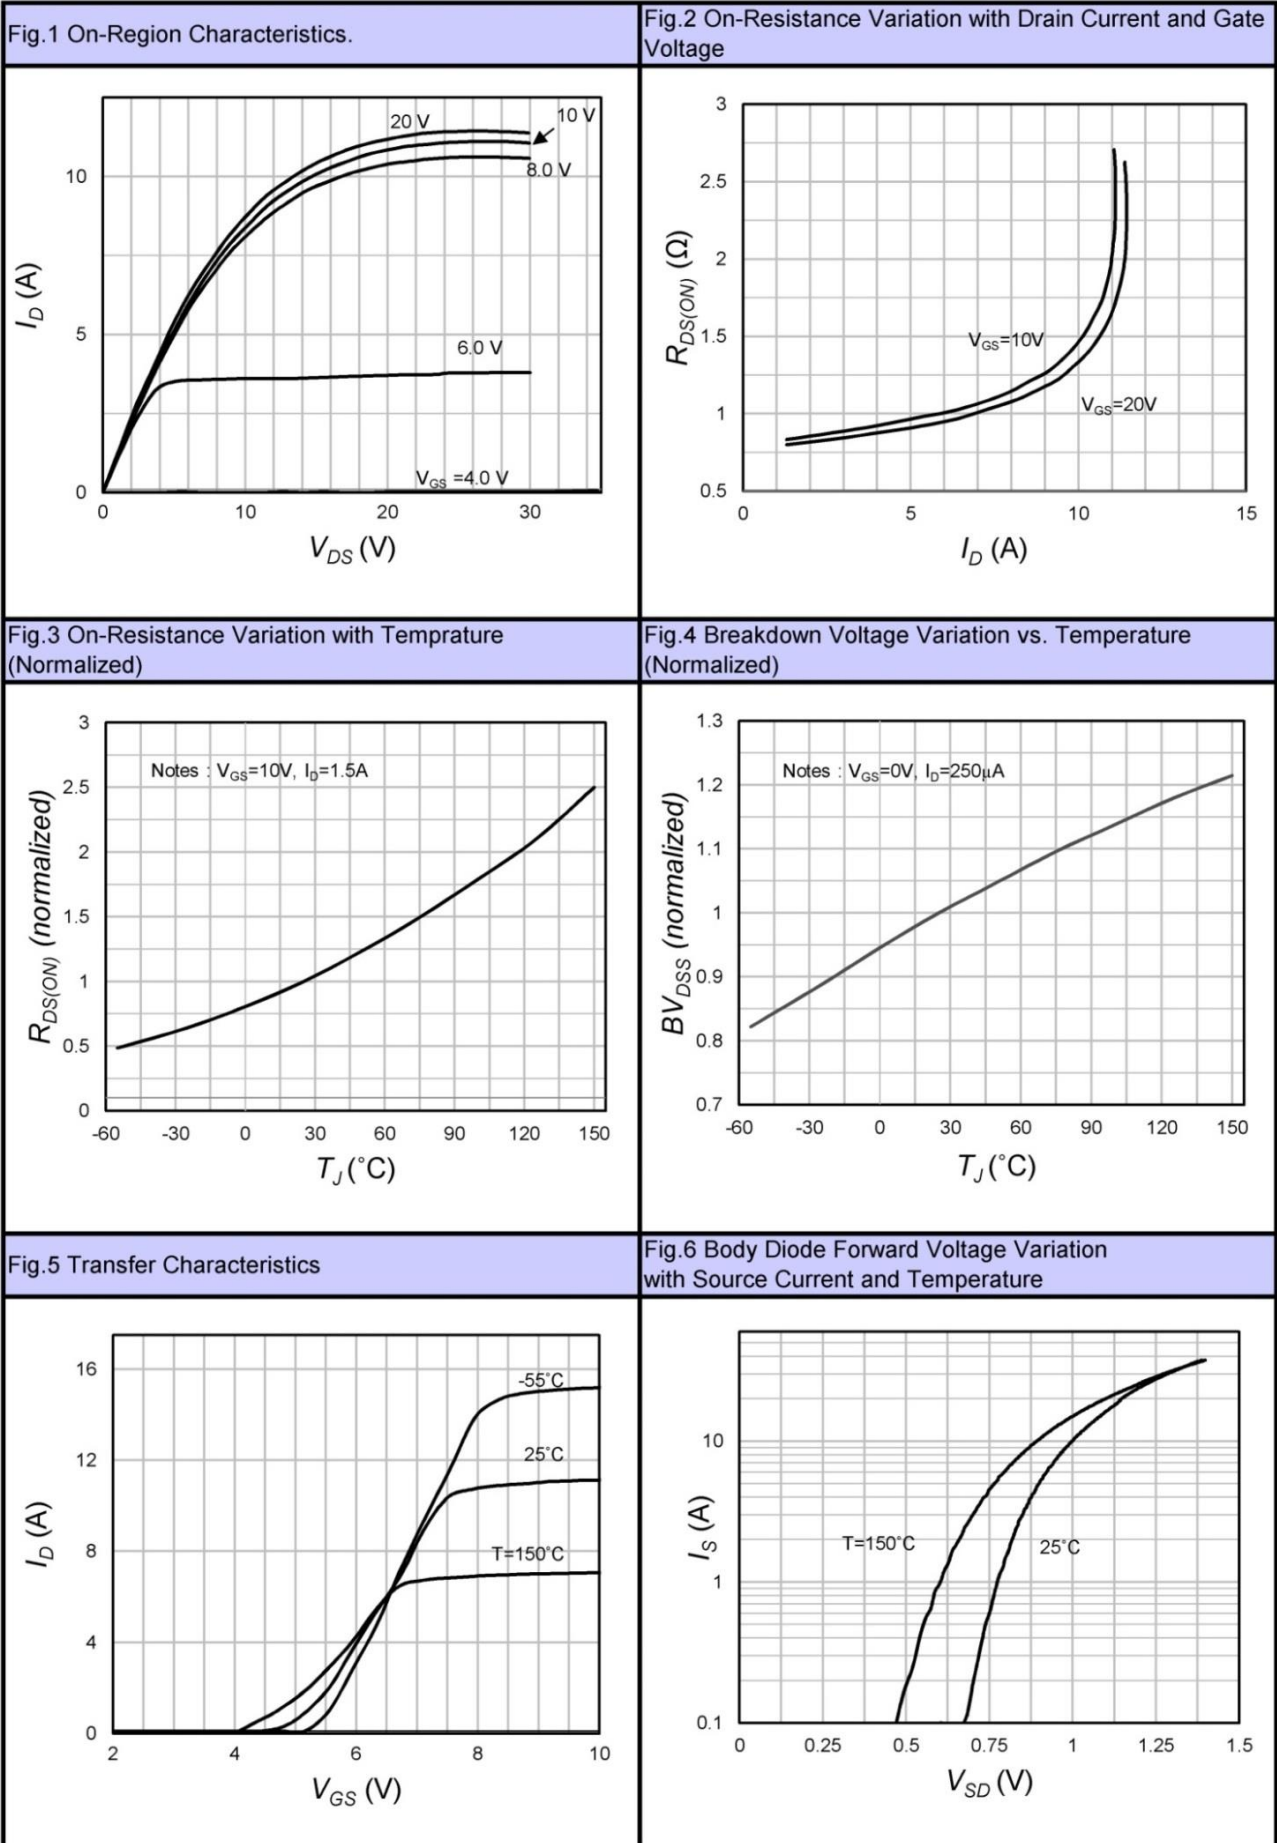 Fig.1 On-Region Characteristics.
20 V
10 V
8.0 V
10
I_D (A)
6.0 V
5
V_GS =4.0 V
0
0 10 20 30
V_DS (V)
Fig.2 On-Resistance Variation with Drain Current and Gate
Voltage
3
2.5
R_DS(ON) (Ω)
2
V_GS=10V
1.5
V_GS=20V
1
0.5
0 5 10 15
I_D (A)
Fig.3 On-Resistance Variation with Temprature
(Normalized)
3
Notes : V_GS=10V, I_D=1.5A
2.5
R_DS(ON) (normalized)
2
1.5
1
0.5
0
-60 -30 0 30 60 90 120 150
T_J (°C)
Fig.4 Breakdown Voltage Variation vs. Temperature
(Normalized)
1.3
Notes : V_GS=0V, I_D=250μA
1.2
BV_DSS (normalized)
1.1
1
0.9
0.8
0.7
-60 -30 0 30 60 90 120 150
T_J (°C)
Fig.5 Transfer Characteristics
16
-55°C
12
25°C
I_D (A)
8
T=150°C
4
0
2 4 6 8 10
V_GS (V)
Fig.6 Body Diode Forward Voltage Variation
with Source Current and Temperature
10
I_S (A)
T=150°C
25°C
1
0.1
0 0.25 0.5 0.75 1 1.25 1.5
V_SD (V)